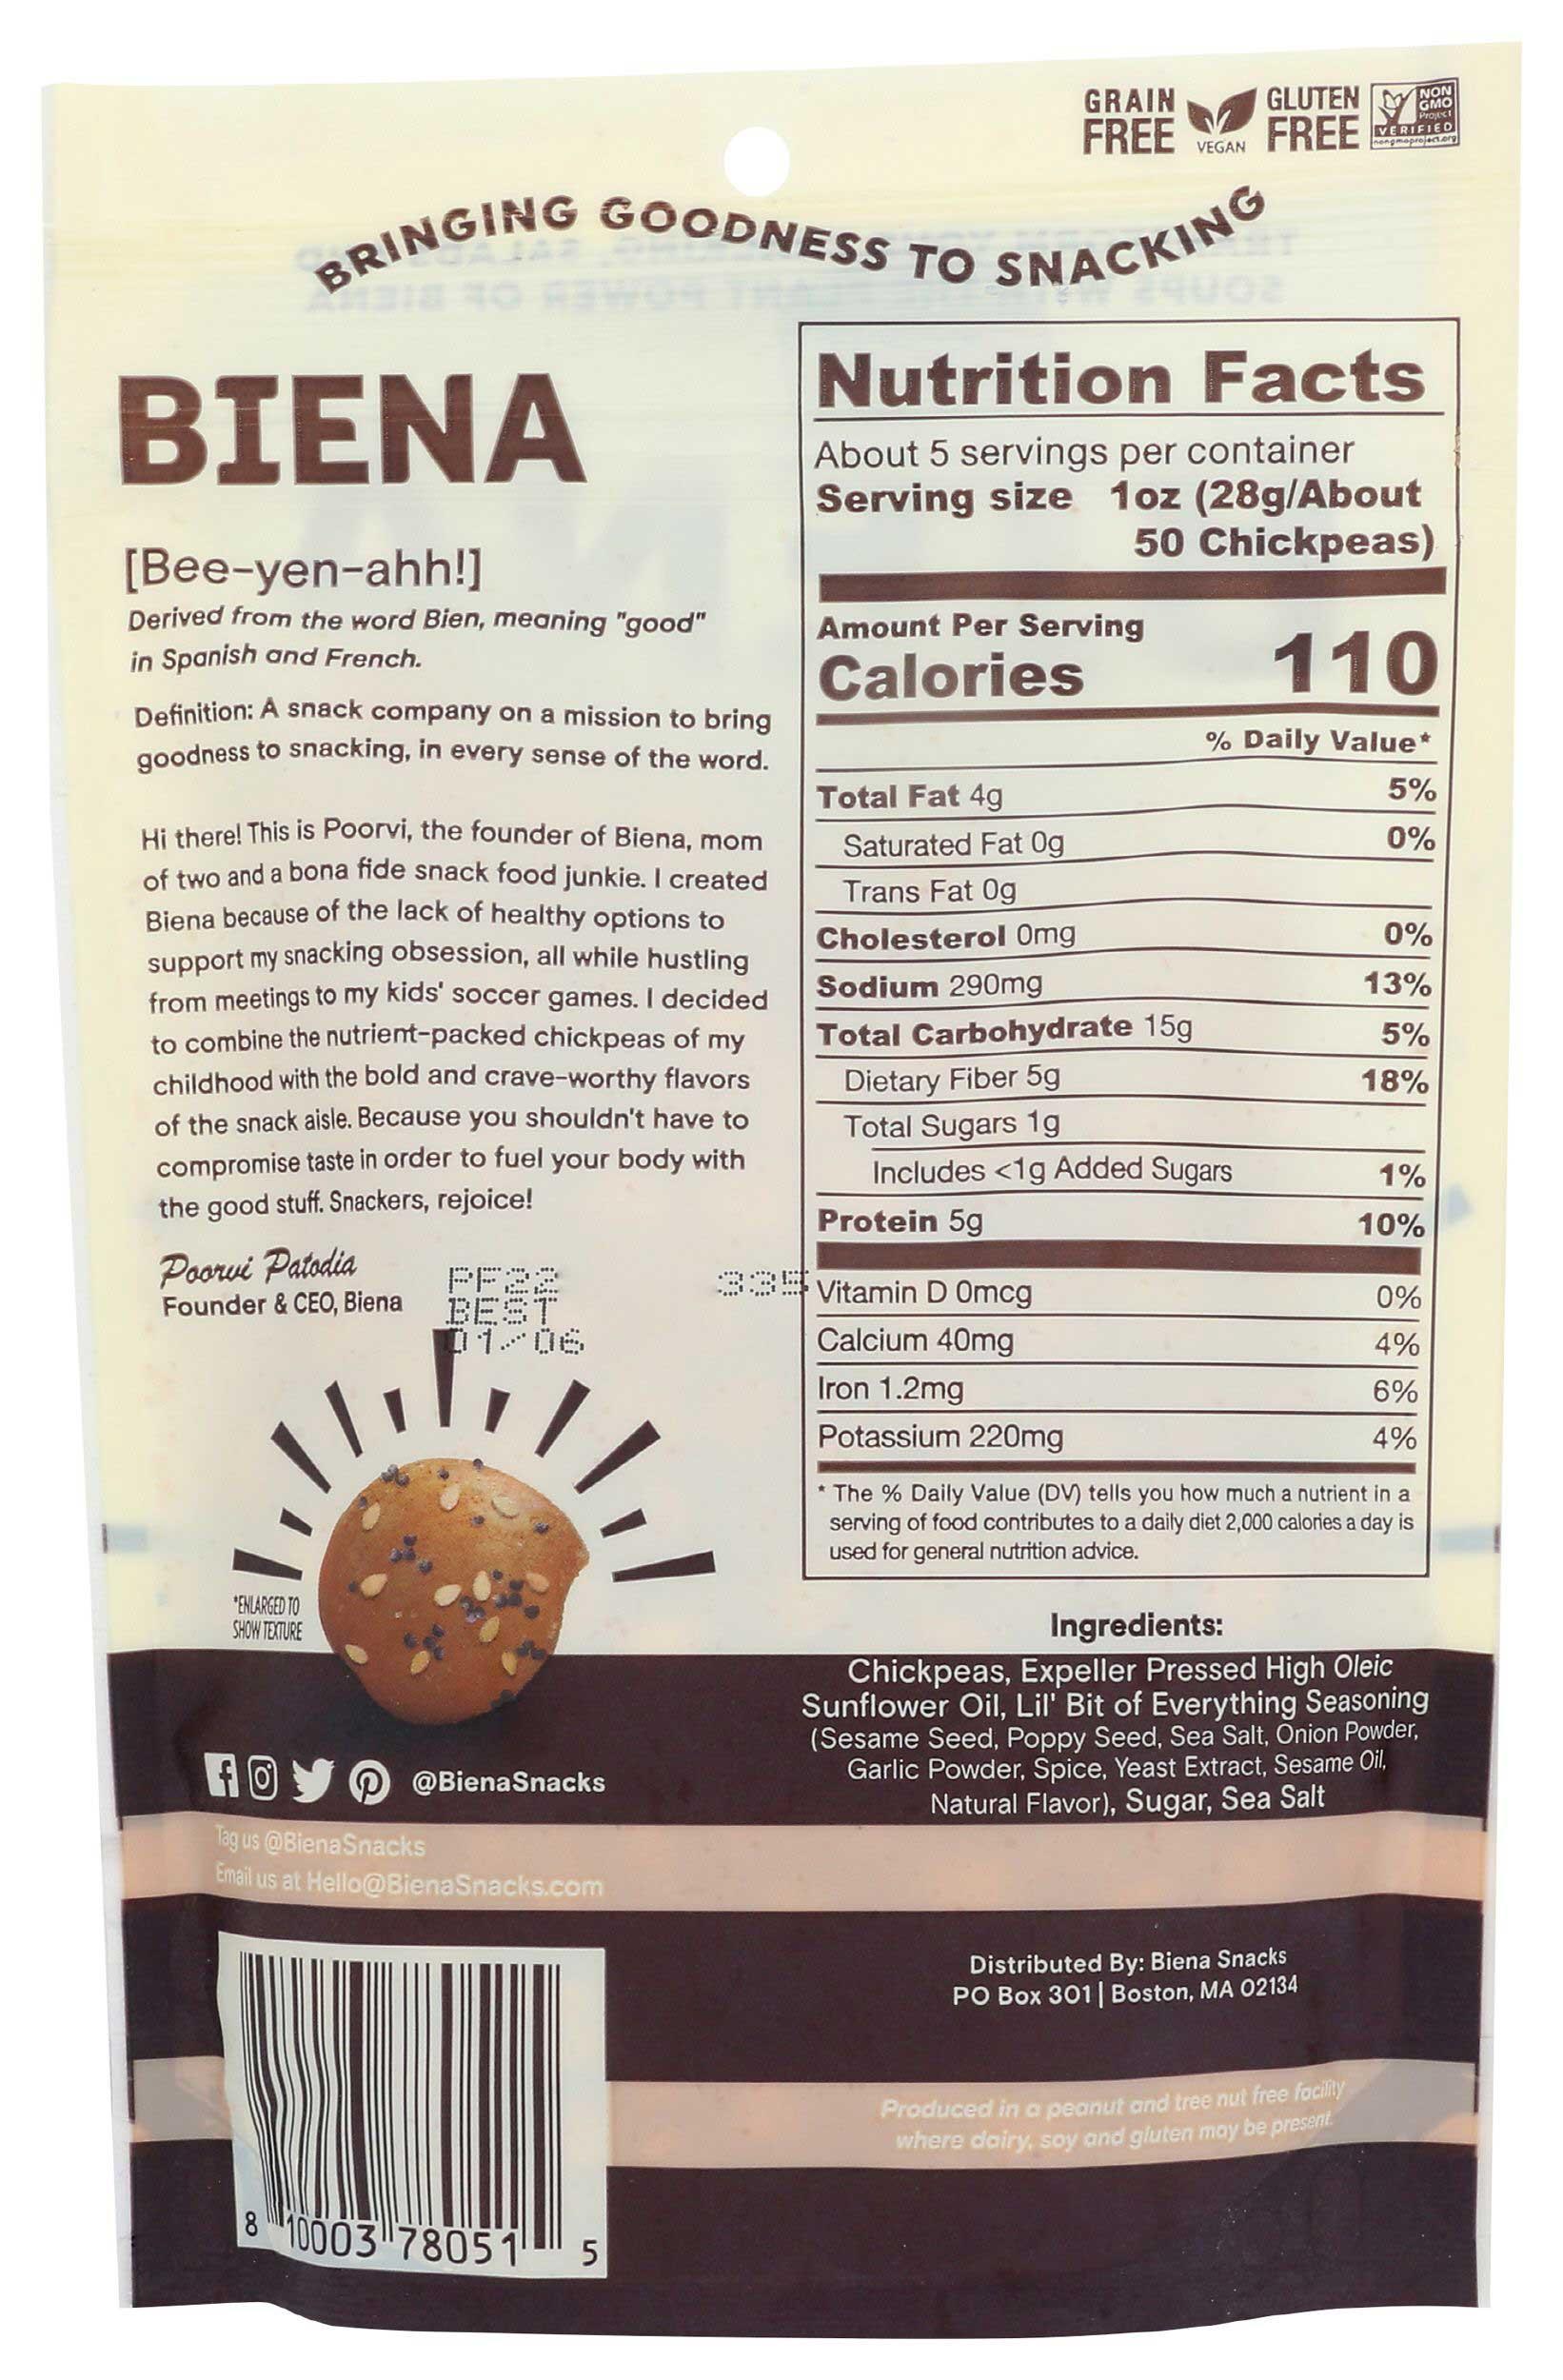 GRAIN
FREE
VEGAN
GLUTEN
FREE
NON
GMO
Project
VERIFIED
nongmoproject.org
BRINGING GOODNESS TO SNACKING
BIENA
[Bee-yen-ahh!]
Derived from the word Bien, meaning "good"
in Spanish and French.
Definition: A snack company on a mission to bring
goodness to snacking, in every sense of the word.
Hi there! This is Poorvi, the founder of Biena, mom
of two and a bona fide snack food junkie. I created
Biena because of the lack of healthy options to
support my snacking obsession, all while hustling
from meetings to my kids' soccer games. I decided
to combine the nutrient-packed chickpeas of my
childhood with the bold and crave-worthy flavors
of the snack aisle. Because you shouldn't have to
compromise taste in order to fuel your body with
the good stuff. Snackers, rejoice!
Poorvi Patodia
Founder & CEO, Biena
PF22 335
BEST
01/06
*ENLARGED TO
SHOW TEXTURE
@BienaSnacks
Tag us @BienaSnacks
Email us at Hello@BienaSnacks.com
8 10003 78051 5
Nutrition Facts
About 5 servings per container
Serving size 1oz (28g/About
50 Chickpeas)
Amount Per Serving
Calories 110
% Daily Value*
Total Fat 4g 5%
Saturated Fat 0g 0%
Trans Fat 0g
Cholesterol 0mg 0%
Sodium 290mg 13%
Total Carbohydrate 15g 5%
Dietary Fiber 5g 18%
Total Sugars 1g
Includes <1g Added Sugars 1%
Protein 5g 10%
Vitamin D 0mcg 0%
Calcium 40mg 4%
Iron 1.2mg 6%
Potassium 220mg 4%
* The % Daily Value (DV) tells you how much a nutrient in a
serving of food contributes to a daily diet 2,000 calories a day is
used for general nutrition advice.
Ingredients:
Chickpeas, Expeller Pressed High Oleic
Sunflower Oil, Lil' Bit of Everything Seasoning
(Sesame Seed, Poppy Seed, Sea Salt, Onion Powder,
Garlic Powder, Spice, Yeast Extract, Sesame Oil,
Natural Flavor), Sugar, Sea Salt
Distributed By: Biena Snacks
PO Box 301 | Boston, MA 02134
Produced in a peanut and tree nut free facility
where dairy, soy and gluten may be present.